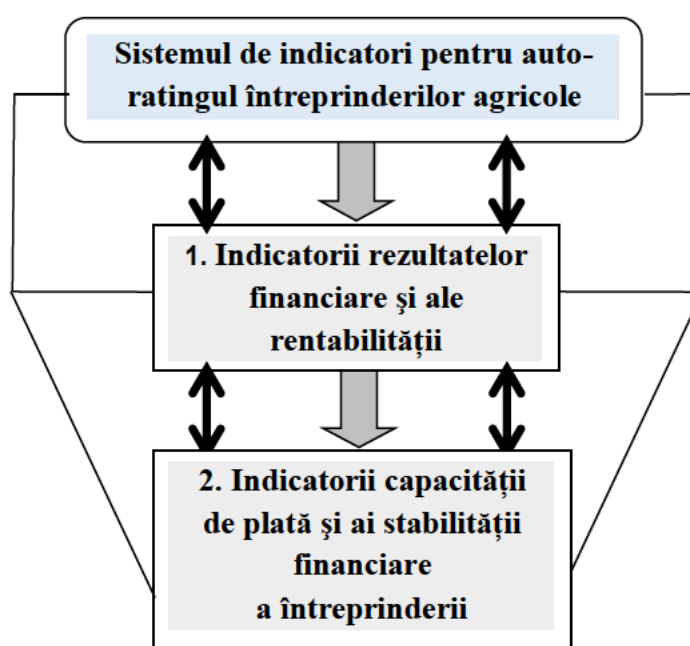 Sistemul de indicatori pentru auto-
ratingul întreprinderilor agricole
1. Indicatorii rezultatelor
financiare şi ale
rentabilității
2. Indicatorii capacității
de plată şi ai stabilității
financiare
a întreprinderii